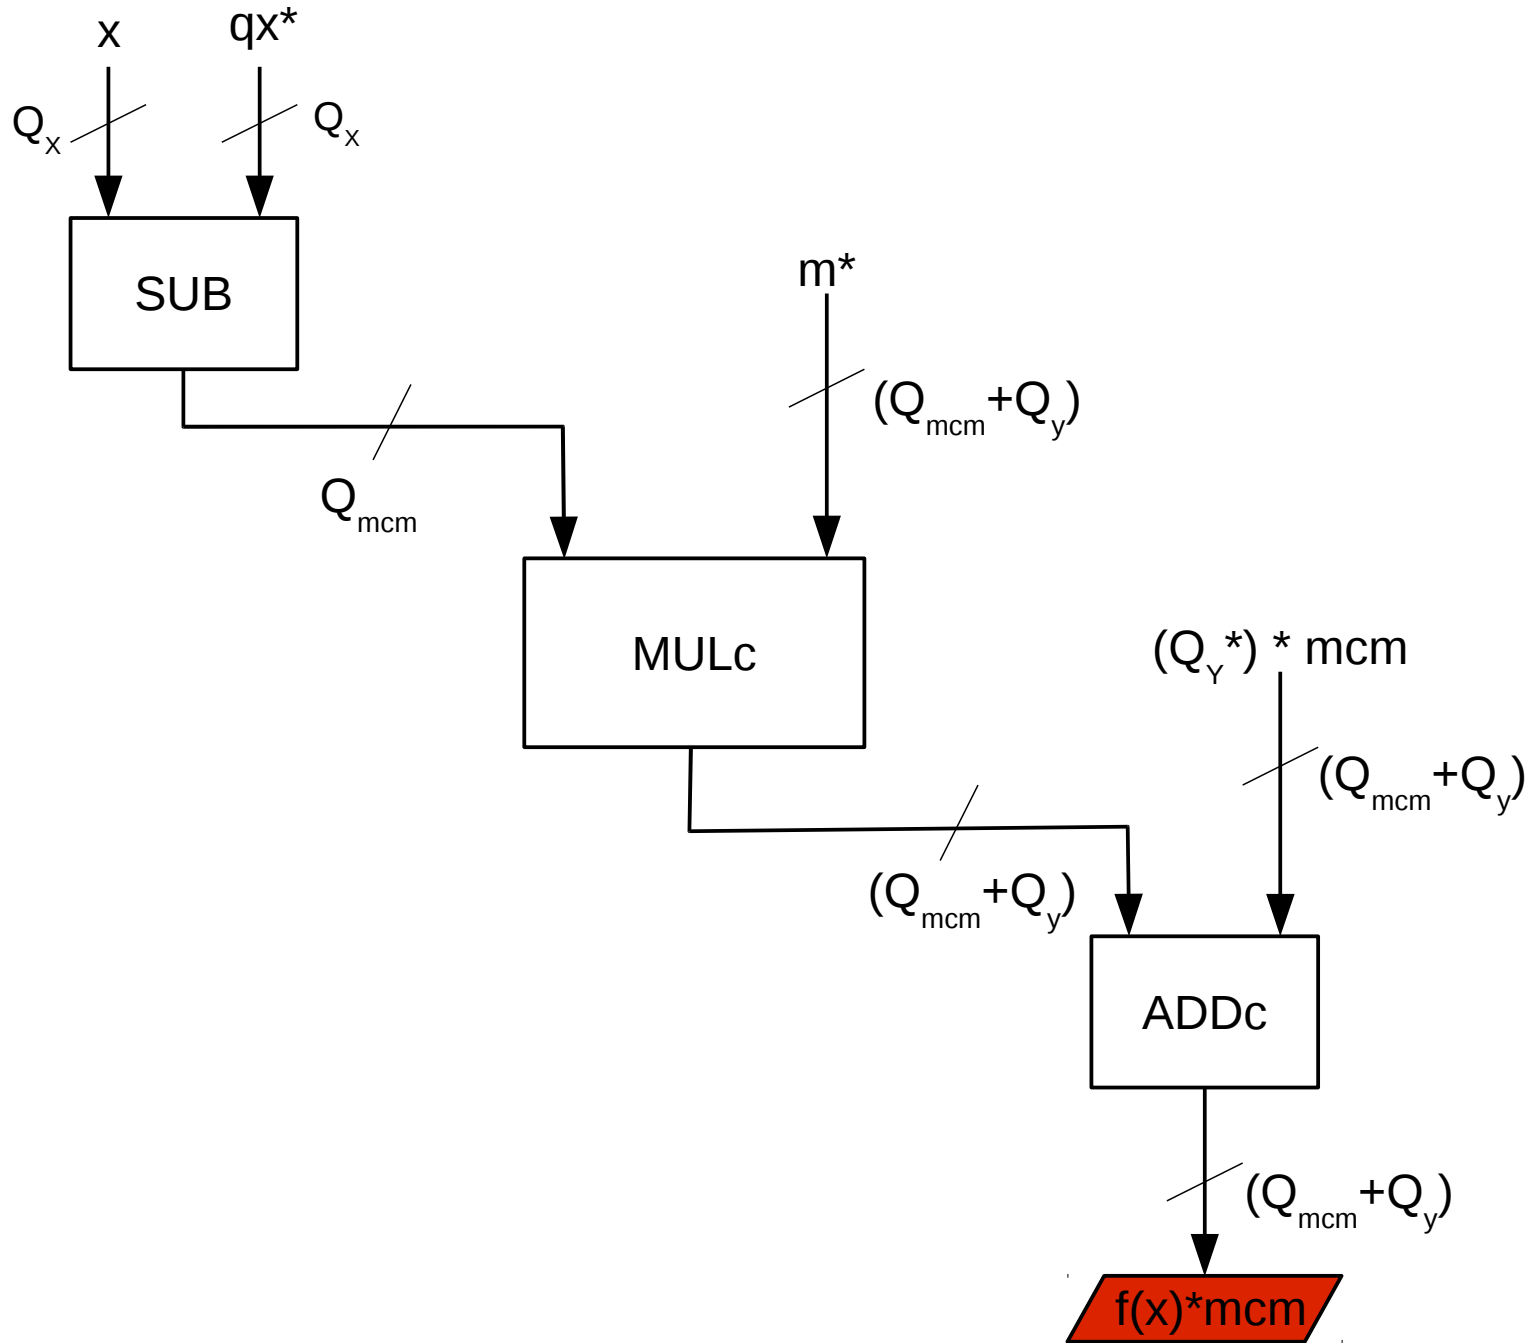 x
qx*
Qx
Qx
SUB
m*
(Qmcm+Qy)
Qmcm
MULc
(QY*) * mcm
(Qmcm+Qy)
(Qmcm+Qy)
ADDc
(Qmcm+Qy)
f(x)*mcm